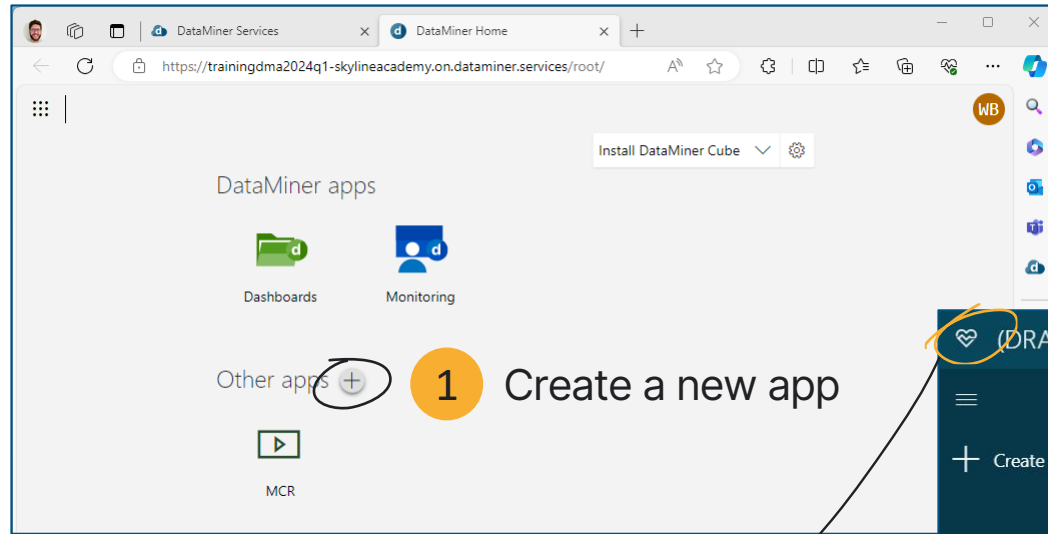 DataMiner Services
DataMiner Home
https://trainingdma2024q1-skylineacademy.on.dataminer.services/root/
WB
Install DataMiner Cube
DataMiner apps
Dashboards
Monitoring
(DRA
Other apps
1 Create a new app
Create
MCR